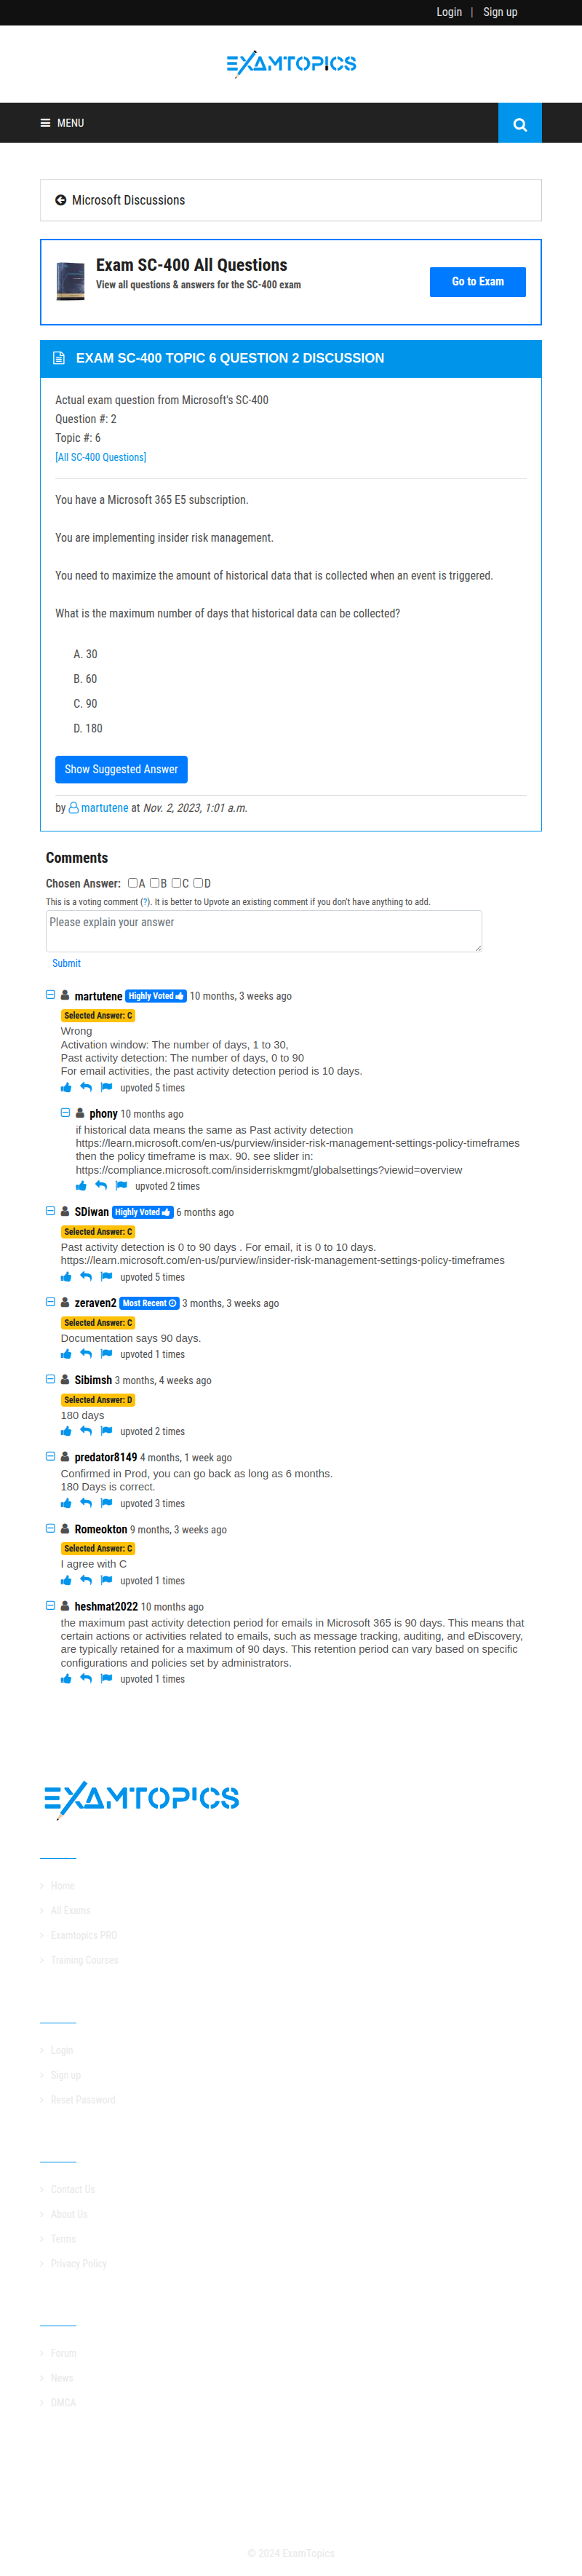 Login | Sign up
EXAMTOPICS
MENU
Microsoft Discussions
Exam SC-400 All Questions
View all questions & answers for the SC-400 exam
Go to Exam
EXAM SC-400 TOPIC 6 QUESTION 2 DISCUSSION
Actual exam question from Microsoft's SC-400
Question #: 2
Topic #: 6
[All SC-400 Questions]
You have a Microsoft 365 E5 subscription.
You are implementing insider risk management.
You need to maximize the amount of historical data that is collected when an event is triggered.
What is the maximum number of days that historical data can be collected?
A. 30
B. 60
C. 90
D. 180
Show Suggested Answer
by martutene at Nov. 2, 2023, 1:01 a.m.
Comments
Chosen Answer: A B C D
This is a voting comment (?). It is better to Upvote an existing comment if you don't have anything to add.
Please explain your answer
Submit
martutene Highly Voted 10 months, 3 weeks ago
Selected Answer: C
Wrong
Activation window: The number of days, 1 to 30,
Past activity detection: The number of days, 0 to 90
For email activities, the past activity detection period is 10 days.
upvoted 5 times
phony 10 months ago
if historical data means the same as Past activity detection
https://learn.microsoft.com/en-us/purview/insider-risk-management-settings-policy-timeframes
then the policy timeframe is max. 90. see slider in:
https://compliance.microsoft.com/insiderriskmgmt/globalsettings?viewid=overview
upvoted 2 times
SDiwan Highly Voted 6 months ago
Selected Answer: C
Past activity detection is 0 to 90 days . For email, it is 0 to 10 days.
https://learn.microsoft.com/en-us/purview/insider-risk-management-settings-policy-timeframes
upvoted 5 times
zeraven2 Most Recent 3 months, 3 weeks ago
Selected Answer: C
Documentation says 90 days.
upvoted 1 times
Sibimsh 3 months, 4 weeks ago
Selected Answer: D
180 days
upvoted 2 times
predator8149 4 months, 1 week ago
Confirmed in Prod, you can go back as long as 6 months.
180 Days is correct.
upvoted 3 times
Romeokton 9 months, 3 weeks ago
Selected Answer: C
I agree with C
upvoted 1 times
heshmat2022 10 months ago
the maximum past activity detection period for emails in Microsoft 365 is 90 days. This means that
certain actions or activities related to emails, such as message tracking, auditing, and eDiscovery,
are typically retained for a maximum of 90 days. This retention period can vary based on specific
configurations and policies set by administrators.
upvoted 1 times
EXAMTOPICS
Home
All Exams
Examtopics PRO
Training Courses
Login
Sign up
Reset Password
Contact Us
About Us
Terms
Privacy Policy
Forum
News
DMCA
© 2024 ExamTopics